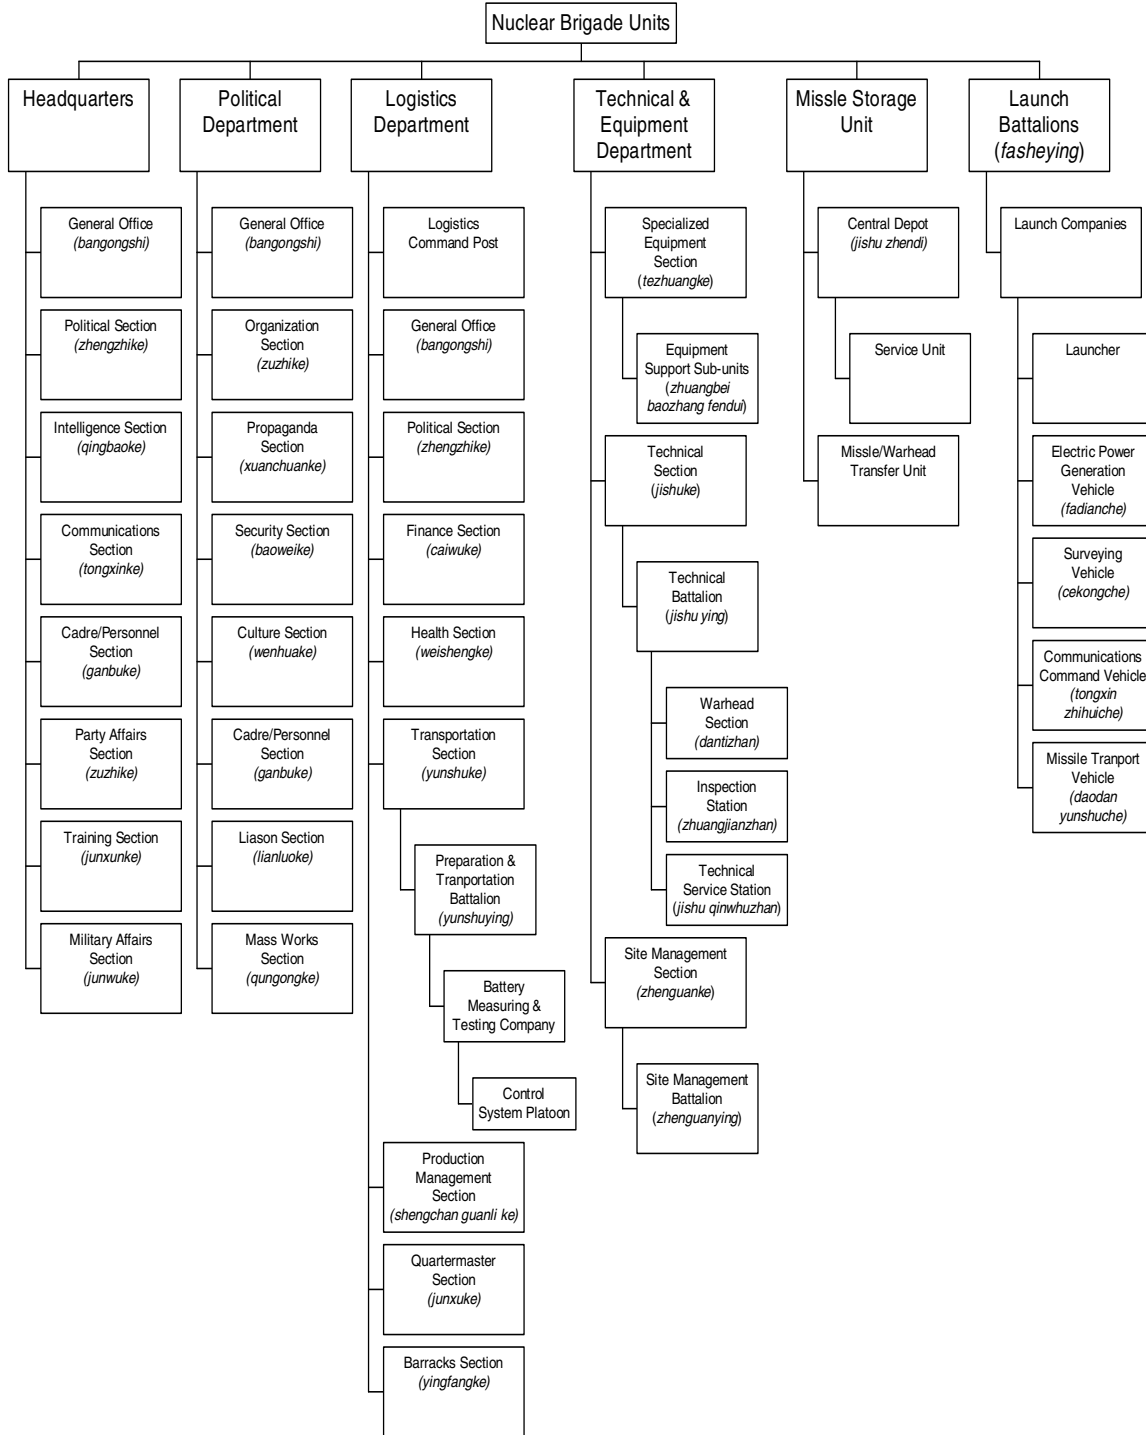 Nuclear Brigade Units
Headquarters
General Office
(bangongshi)
Political Section
(zhengzhike)
Intelligence Section
(qingbaoke)
Communications
Section
(tongxinke)
Cadre/Personnel
Section
(ganbuke)
Party Affairs
Section
(zuzhike)
Training Section
(junxunke)
Military Affairs
Section
(junwuke)
Political
Department
General Office
(bangongshi)
Organization
Section
(zuzhike)
Propaganda
Section
(xuanchuanke)
Security Section
(baoweike)
Culture Section
(wenhuake)
Cadre/Personnel
Section
(ganbuke)
Liason Section
(lianluoke)
Mass Works
Section
(qungongke)
Logistics
Department
Logistics
Command Post
General Office
(bangongshi)
Political Section
(zhengzhike)
Finance Section
(caiwuke)
Health Section
(weishengke)
Transportation
Section
(yunshuke)
Preparation &
Tranportation
Battalion
(yunshuying)
Battery
Measuring &
Testing Company
Control
System Platoon
Production
Management
Section
(shengchan guanli ke)
Quartermaster
Section
(junxuke)
Barracks Section
(yingfangke)
Technical &
Equipment
Department
Specialized
Equipment
Section
(tezhuangke)
Equipment
Support Sub-units
(zhuangbei
baozhang fendui)
Technical
Section
(jishuke)
Technical
Battalion
(jishu ying)
Warhead
Section
(dantizhan)
Inspection
Station
(zhuangjianzhan)
Technical
Service Station
(jishu qinwhuzhan)
Site Management
Section
(zhenguanke)
Site Management
Battalion
(zhenguanying)
Missle Storage
Unit
Central Depot
(jishu zhendi)
Service Unit
Missle/Warhead
Transfer Unit
Launch
Battalions
(fasheying)
Launch Companies
Launcher
Electric Power
Generation
Vehicle
(fadianche)
Surveying
Vehicle
(cekongche)
Communications
Command Vehicle
(tongxin
zhihuiche)
Missile Tranport
Vehicle
(daodan
yunshuche)